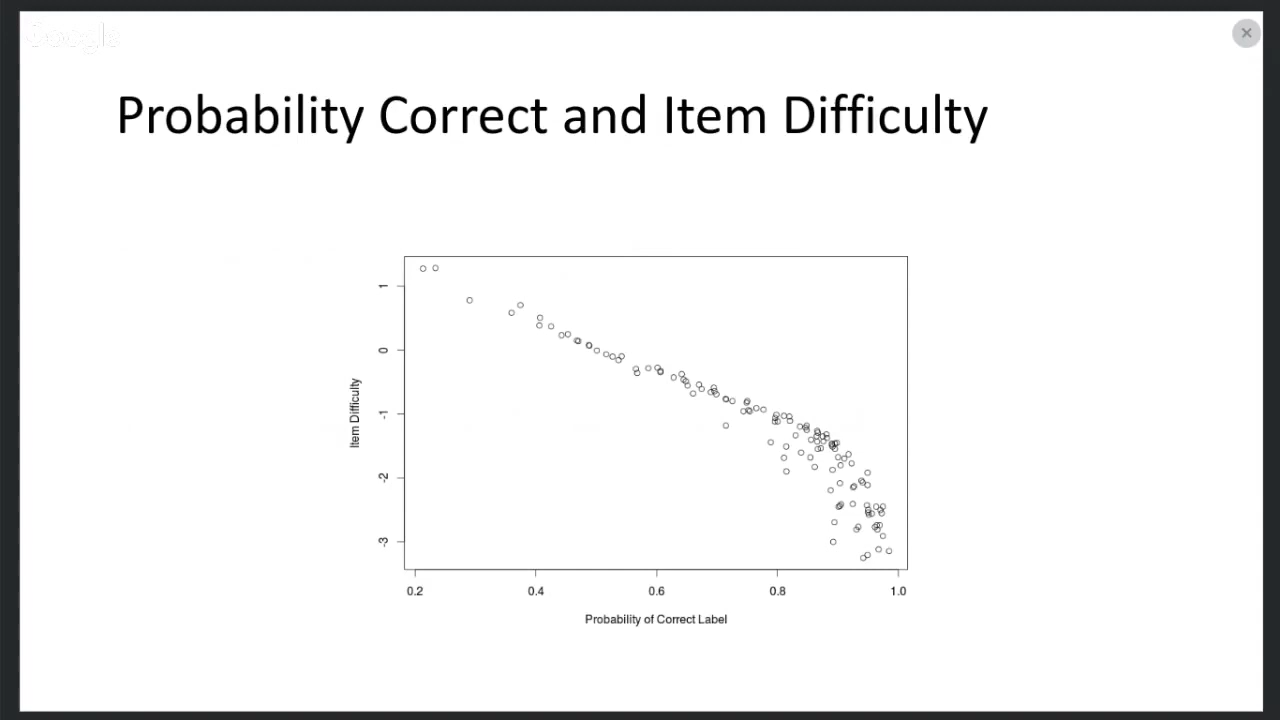 Google
Probability Correct and Item Difficulty
1
0
-1
-2
-3
Item Difficulty
0.2 0.4 0.6 0.8 1.0
Probability of Correct Label